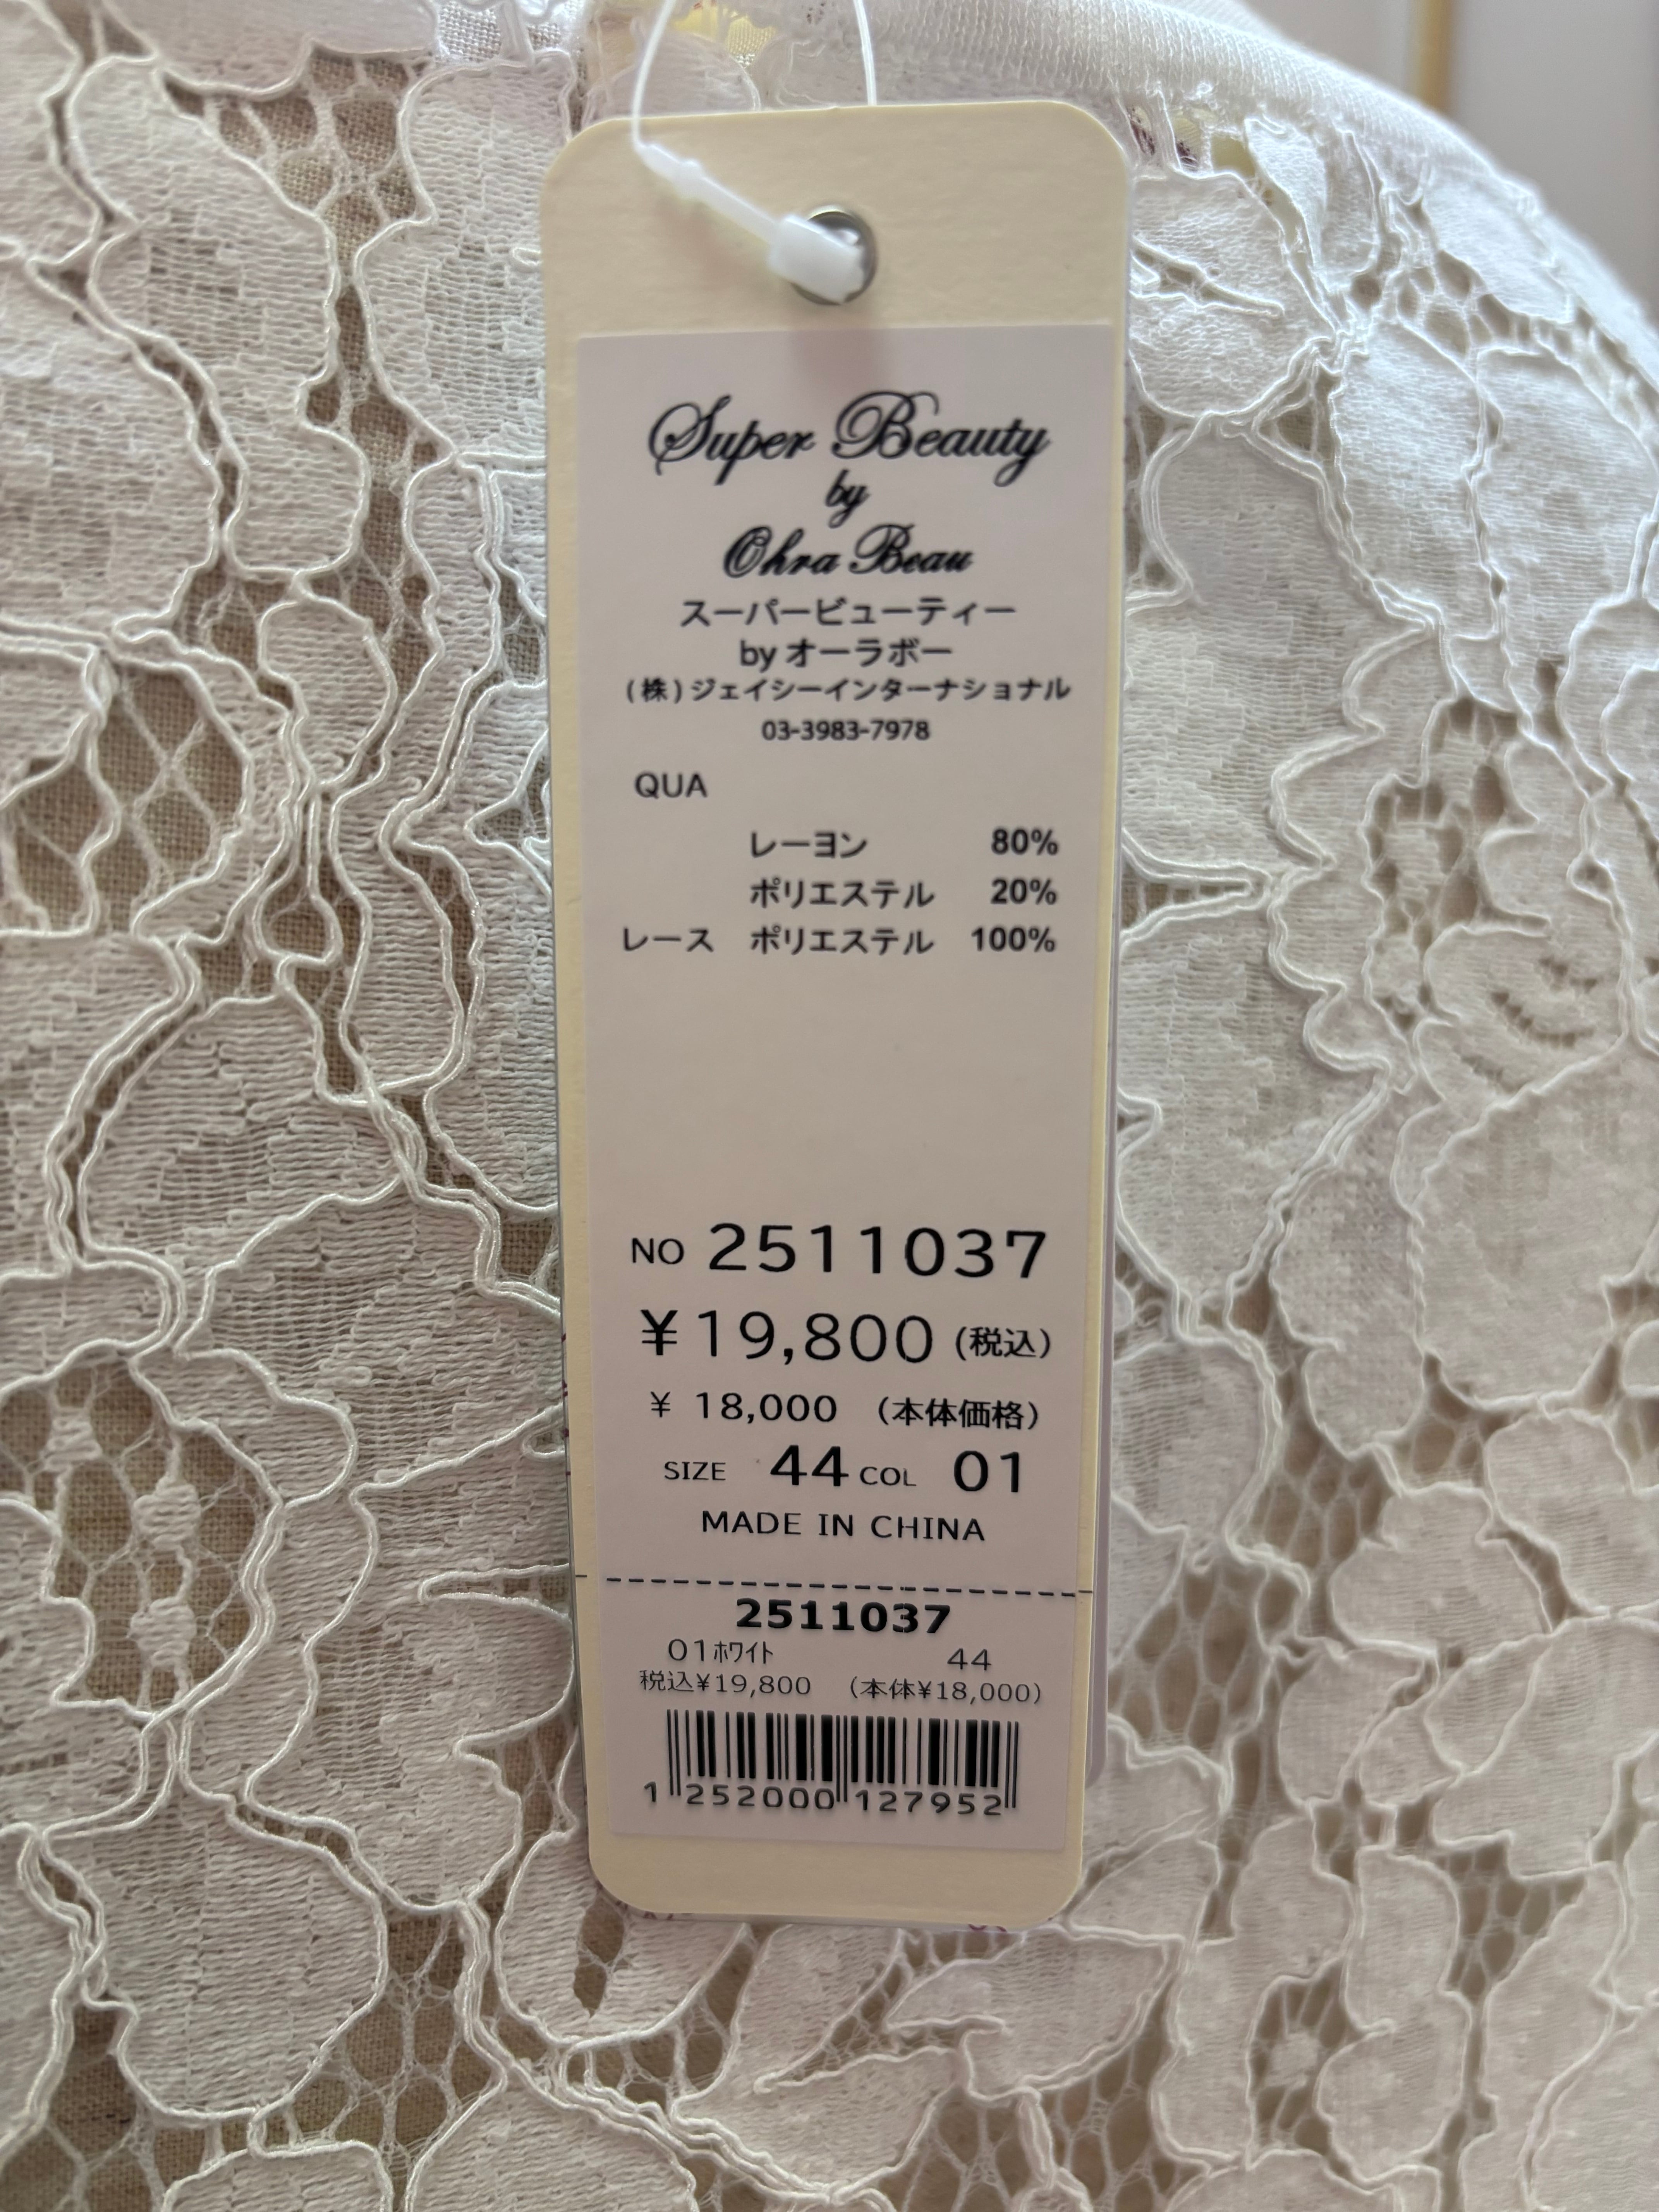 Super Beauty
by
Ohra Beau
スーパービューティー
by オーラボー
(株)ジェイシーインターナショナル
03-3983-7978
QUA
レーヨン 80%
ポリエステル 20%
レース ポリエステル 100%
NO 2511037
¥19,800 (税込)
¥ 18,000 (本体価格)
SIZE 44 COL 01
MADE IN CHINA
2511037
01ﾎﾜｲﾄ 44
税込¥19,800 (本体¥18,000)
1 252000 127952